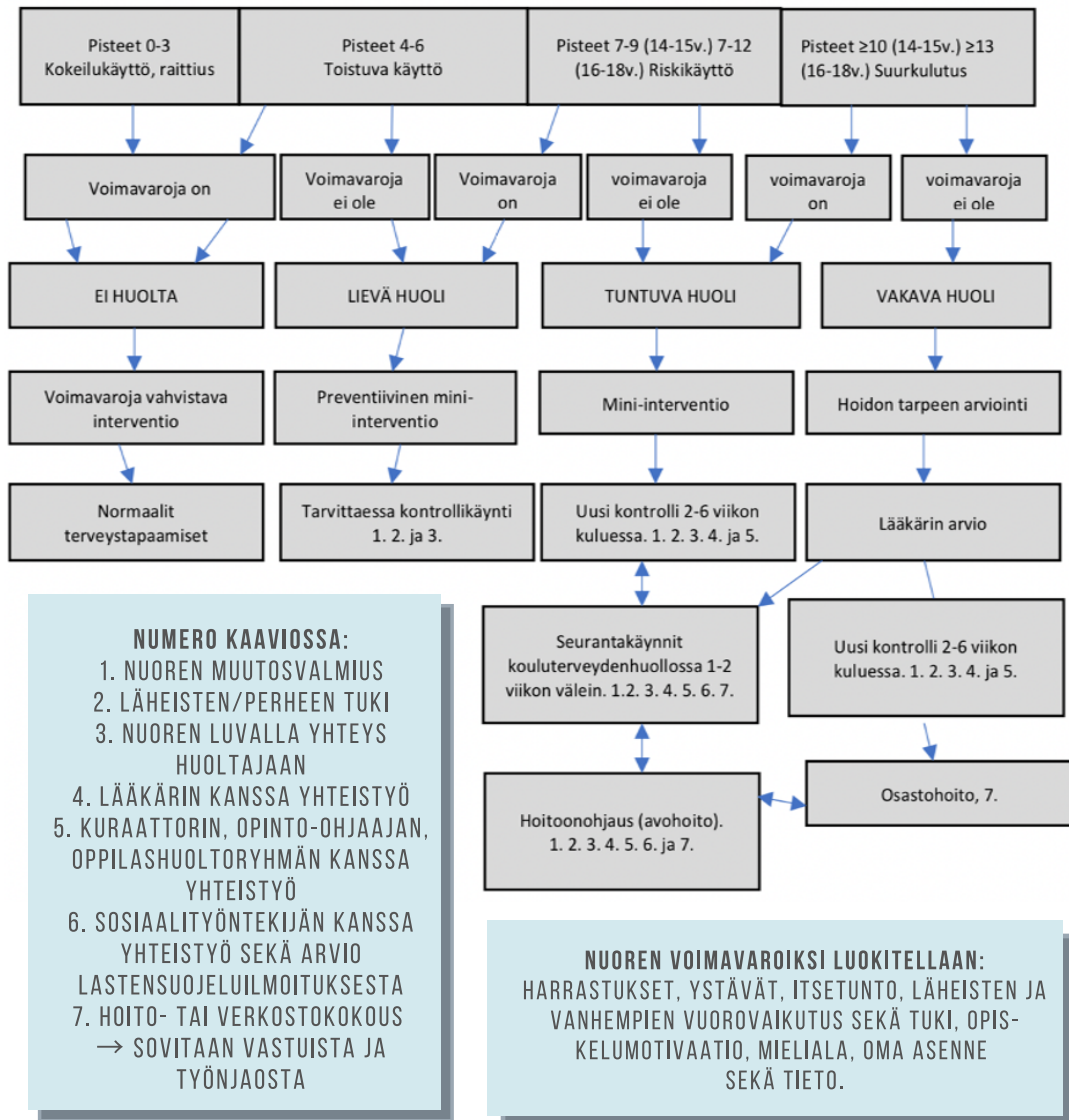 Pisteet 0-3
Kokeilukäyttö, raittius
Pisteet 4-6
Toistuva käyttö
Pisteet 7-9 (14-15v.) 7-12
(16-18v.) Riskikäyttö
Pisteet ≥10 (14-15v.) ≥13
(16-18v.) Suurkulutus
Voimavaroja on
Voimavaroja
ei ole
Voimavaroja
on
voimavaroja
ei ole
voimavaroja
on
voimavaroja
ei ole
EI HUOLTA
LIEVÄ HUOLI
TUNTUVA HUOLI
VAKAVA HUOLI
Voimavaroja vahvistava
interventio
Preventiivinen mini-
interventio
Mini-interventio
Hoidon tarpeen arviointi
Normaalit
terveystapaamiset
Tarvittaessa kontrollikäynti
1. 2. ja 3.
Uusi kontrolli 2-6 viikon
kuluessa. 1. 2. 3. 4. ja 5.
Lääkärin arvio
Seurantakäynnit
kouluterveydenhuollossa 1-2
viikon välein. 1.2. 3. 4. 5. 6. 7.
Uusi kontrolli 2-6 viikon
kuluessa. 1. 2. 3. 4. ja 5.
Hoitoonohjaus (avohoito).
1. 2. 3. 4. 5. 6. ja 7.
Osastohoito, 7.
NUMERO KAAVIOSSA:
1. NUOREN MUUTOSVALMIUS
2. LÄHEISTEN/PERHEEN TUKI
3. NUOREN LUVALLA YHTEYS
HUOLTAJAAN
4. LÄÄKÄRIN KANSSA YHTEISTYÖ
5. KURAATTORIN, OPINTO-OHJAAJAN,
OPPILASHUOLTORYHMÄN KANSSA
YHTEISTYÖ
6. SOSIAALITYÖNTEKIJÄN KANSSA
YHTEISTYÖ SEKÄ ARVIO
LASTENSUOJELUILMOITUKSESTA
7. HOITO- TAI VERKOSTOKOKOUS
→ SOVITAAN VASTUISTA JA
TYÖNJAOSTA
NUOREN VOIMAVAROIKSI LUOKITELLAAN:
HARRASTUKSET, YSTÄVÄT, ITSETUNTO, LÄHEISTEN JA
VANHEMPIEN VUOROVAIKUTUS SEKÄ TUKI, OPIS-
KELUMOTIVAATIO, MIELIALA, OMA ASENNE
SEKÄ TIETO.